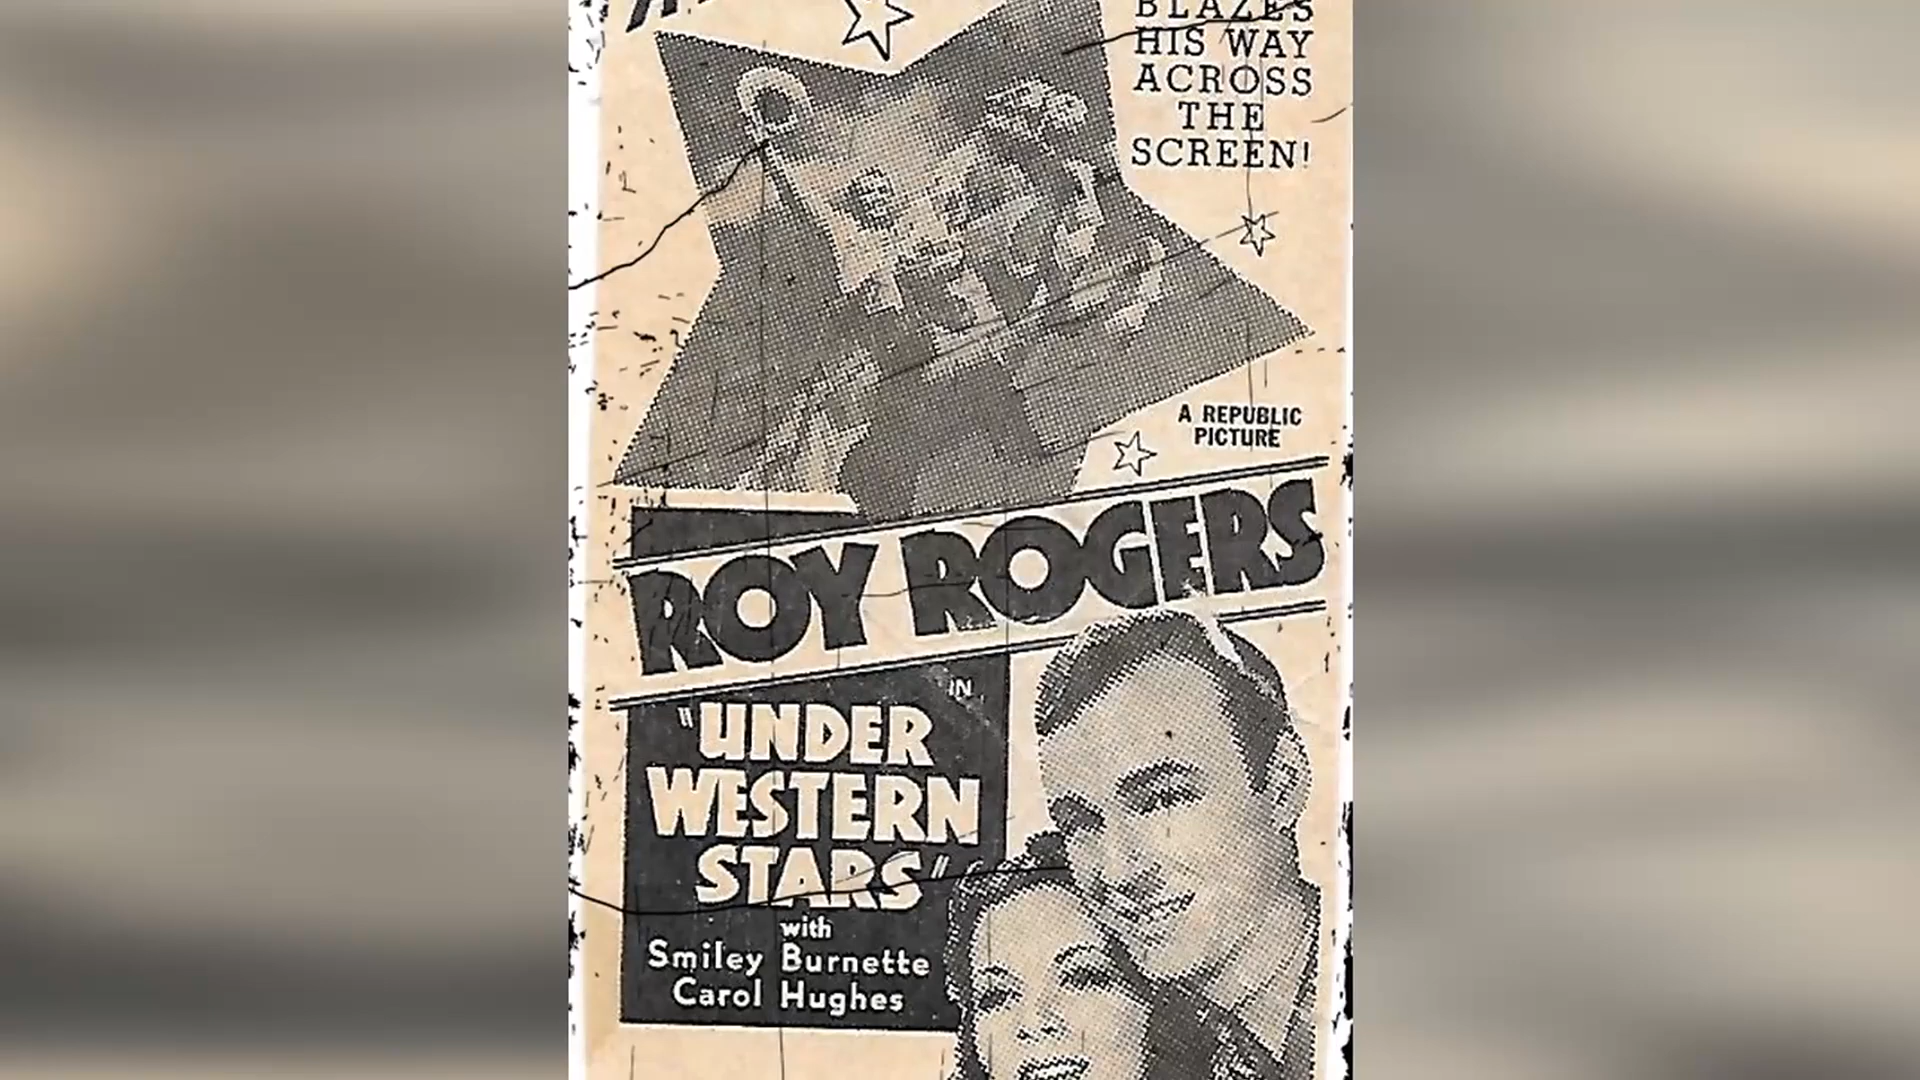 BLAZES
HIS WAY
ACROSS
THE
SCREEN!
A REPUBLIC
PICTURE
ROY ROGERS
IN
"UNDER
WESTERN
STARS"
with
Smiley Burnette
Carol Hughes